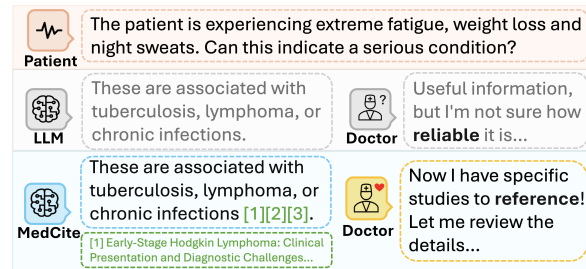 The patient is experiencing extreme fatigue, weight loss and
night sweats. Can this indicate a serious condition?
Patient
These are associated with
tuberculosis, lymphoma, or
chronic infections.
LLM
?
Useful information,
but I'm not sure how
reliable it is...
Doctor
These are associated with
tuberculosis, lymphoma, or
chronic infections [1][2][3].
MedCite
[1] Early-Stage Hodgkin Lymphoma: Clinical
Presentation and Diagnostic Challenges...
Now I have specific
studies to reference!
Let me review the
details...
Doctor